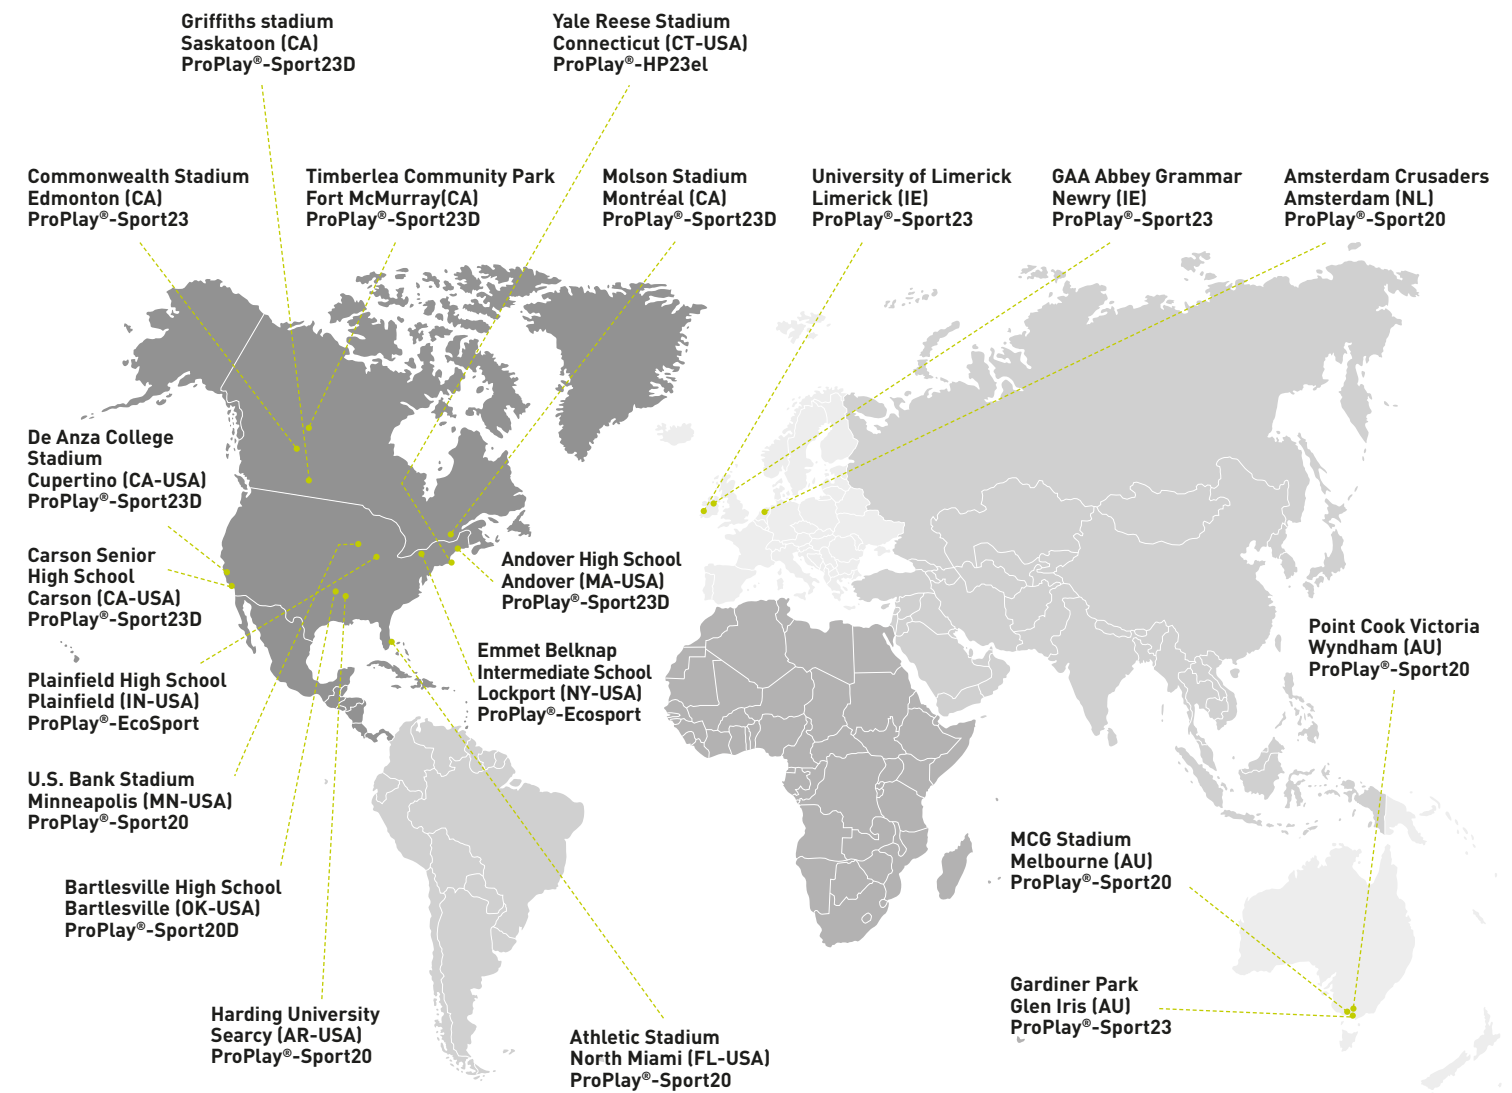 Griffiths stadium
Saskatoon (CA)
ProPlay®-Sport23D
Yale Reese Stadium
Connecticut (CT-USA)
ProPlay®-HP23el
Commonwealth Stadium
Edmonton (CA)
ProPlay®-Sport23
Timberlea Community Park
Fort McMurray(CA)
ProPlay®-Sport23D
Molson Stadium
Montréal (CA)
ProPlay®-Sport23D
University of Limerick
Limerick (IE)
ProPlay®-Sport23
GAA Abbey Grammar
Newry (IE)
ProPlay®-Sport23
Amsterdam Crusaders
Amsterdam (NL)
ProPlay®-Sport20
De Anza College
Stadium
Cupertino (CA-USA)
ProPlay®-Sport23D
Carson Senior
High School
Carson (CA-USA)
ProPlay®-Sport23D
Andover High School
Andover (MA-USA)
ProPlay®-Sport23D
Emmet Belknap
Intermediate School
Lockport (NY-USA)
ProPlay®-Ecosport
Point Cook Victoria
Wyndham (AU)
ProPlay®-Sport20
Plainfield High School
Plainfield (IN-USA)
ProPlay®-EcoSport
U.S. Bank Stadium
Minneapolis (MN-USA)
ProPlay®-Sport20
MCG Stadium
Melbourne (AU)
ProPlay®-Sport20
Bartlesville High School
Bartlesville (OK-USA)
ProPlay®-Sport20D
Gardiner Park
Glen Iris (AU)
ProPlay®-Sport23
Harding University
Searcy (AR-USA)
ProPlay®-Sport20
Athletic Stadium
North Miami (FL-USA)
ProPlay®-Sport20